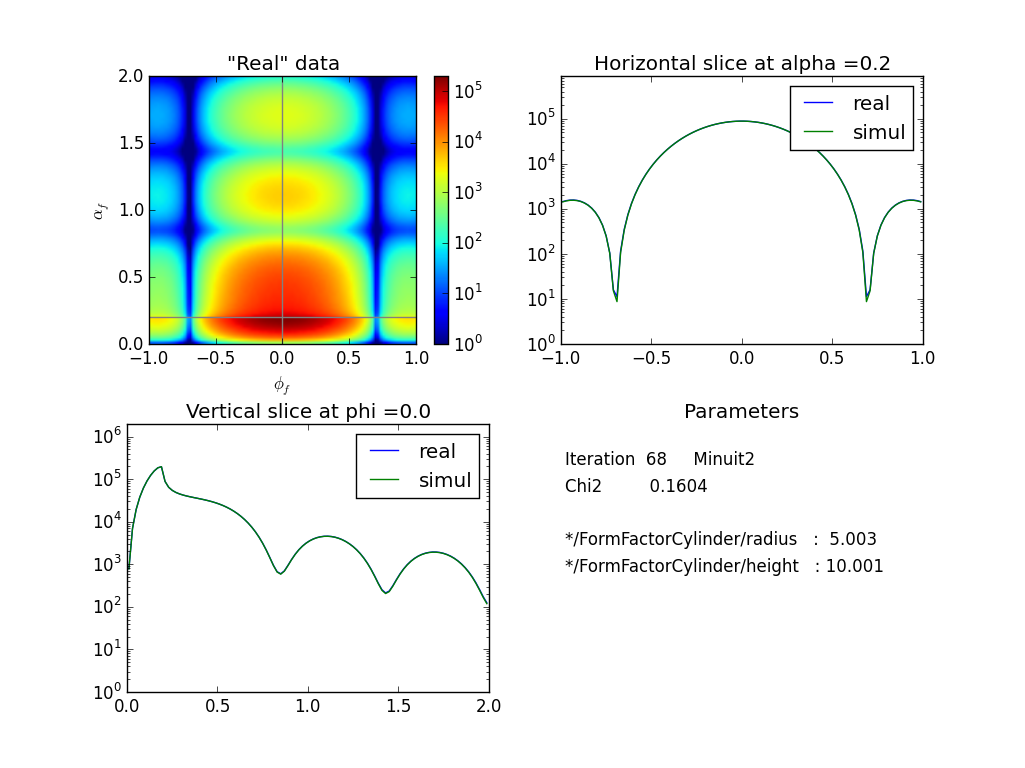 "Real" data
2.0
1.5
1.0
0.5
0.0
α_f
−1.0 −0.5 0.0 0.5 1.0
ϕ_f
10^5
10^4
10^3
10^2
10^1
10^0
Horizontal slice at alpha =0.2
real
simul
10^5
10^4
10^3
10^2
10^1
10^0
−1.0 −0.5 0.0 0.5 1.0
Vertical slice at phi =0.0
real
simul
10^6
10^5
10^4
10^3
10^2
10^1
10^0
0.0 0.5 1.0 1.5 2.0
Parameters
Iteration 68 Minuit2
Chi2 0.1604
*/FormFactorCylinder/radius : 5.003
*/FormFactorCylinder/height : 10.001